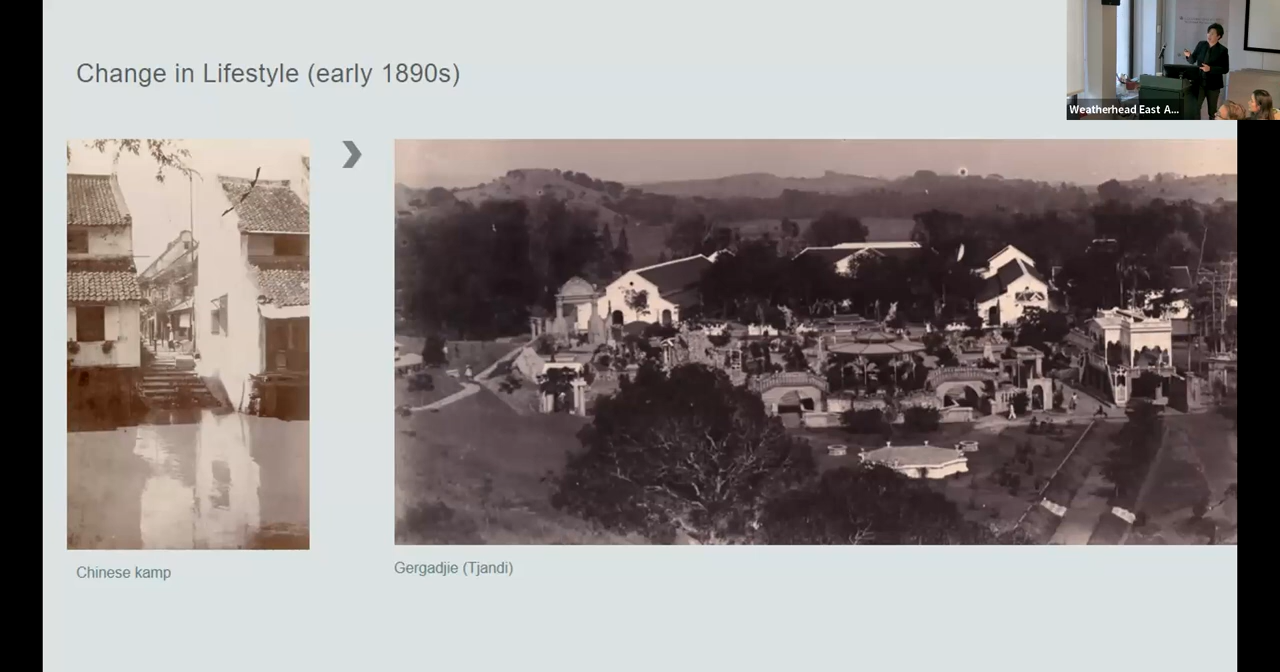 Change in Lifestyle (early 1890s)
Weatherhead East A...
Chinese kamp
Gergadjie (Tjandi)